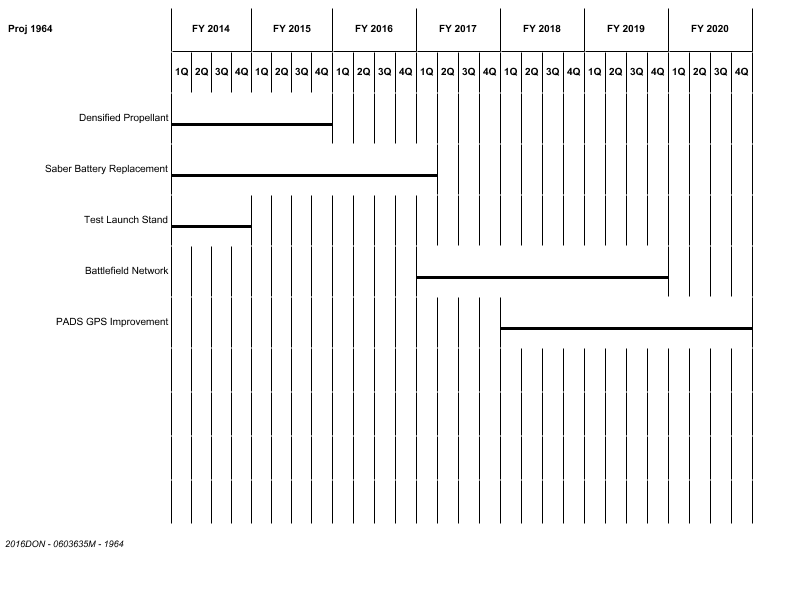 Proj 1964 FY 2014 FY 2015 FY 2016 FY 2017 FY 2018 FY 2019 FY 2020
1Q 2Q 3Q 4Q 1Q 2Q 3Q 4Q 1Q 2Q 3Q 4Q 1Q 2Q 3Q 4Q 1Q 2Q 3Q 4Q 1Q 2Q 3Q 4Q 1Q 2Q 3Q 4Q
Densified Propellant
Saber Battery Replacement
Test Launch Stand
Battlefield Network
PADS GPS Improvement
2016DON - 0603635M - 1964